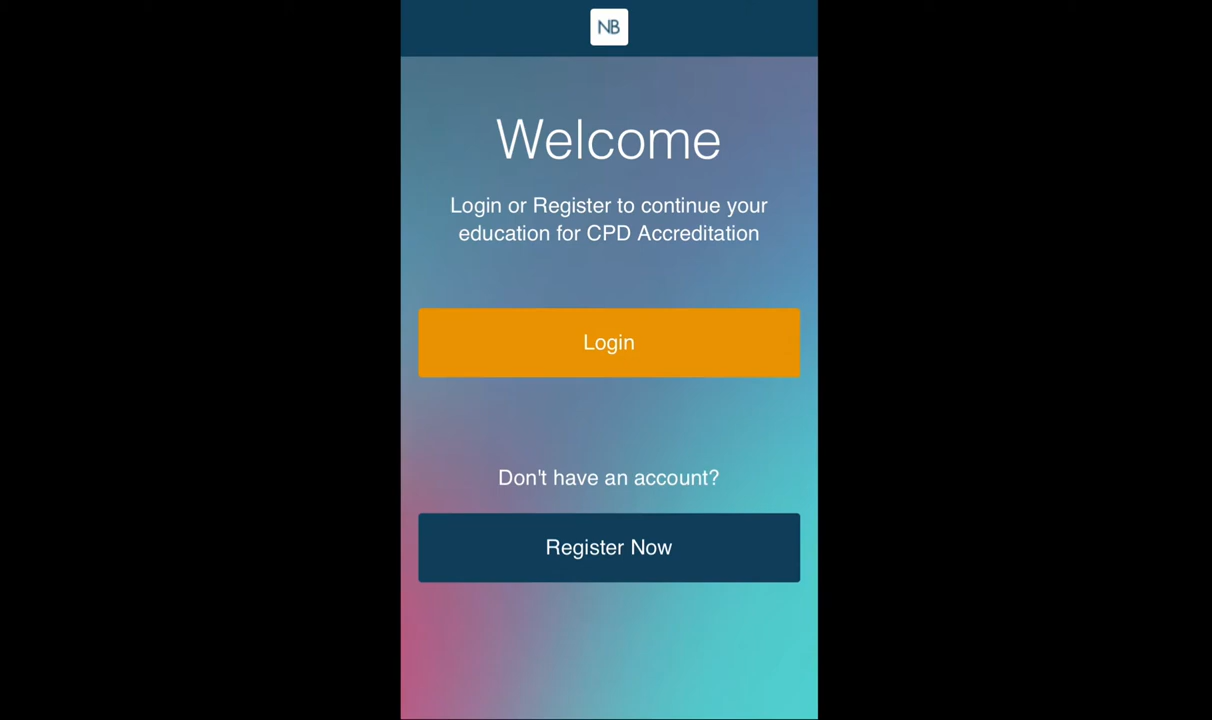 NB
Welcome
Login or Register to continue your
education for CPD Accreditation
Login
Don't have an account?
Register Now